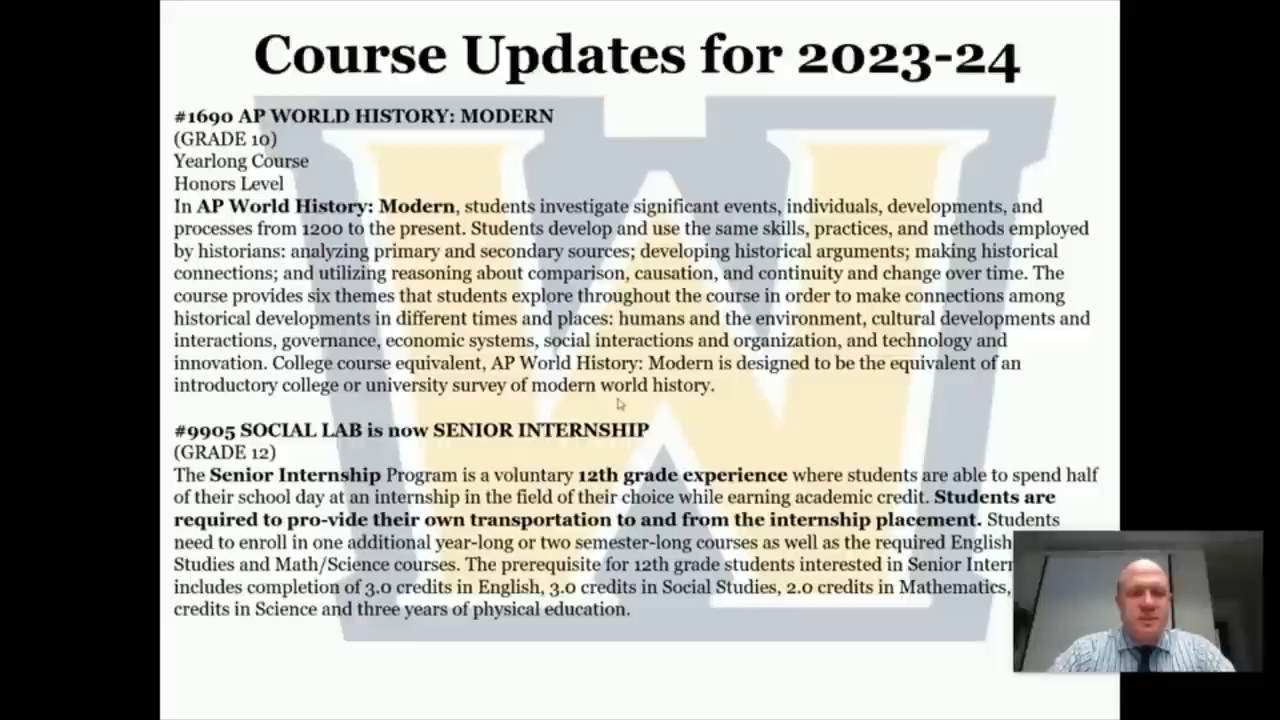 Course Updates for 2023-24
#1690 AP WORLD HISTORY: MODERN
(GRADE 10)
Yearlong Course
Honors Level
In AP World History: Modern, students investigate significant events, individuals, developments, and
processes from 1200 to the present. Students develop and use the same skills, practices, and methods employed
by historians: analyzing primary and secondary sources; developing historical arguments; making historical
connections; and utilizing reasoning about comparison, causation, and continuity and change over time. The
course provides six themes that students explore throughout the course in order to make connections among
historical developments in different times and places: humans and the environment, cultural developments and
interactions, governance, economic systems, social interactions and organization, and technology and
innovation. College course equivalent, AP World History: Modern is designed to be the equivalent of an
introductory college or university survey of modern world history.
#9905 SOCIAL LAB is now SENIOR INTERNSHIP
(GRADE 12)
The Senior Internship Program is a voluntary 12th grade experience where students are able to spend half
of their school day at an internship in the field of their choice while earning academic credit. Students are
required to pro-vide their own transportation to and from the internship placement. Students
need to enroll in one additional year-long or two semester-long courses as well as the required English
Studies and Math/Science courses. The prerequisite for 12th grade students interested in Senior
includes completion of 3.0 credits in English, 3.0 credits in Social Studies, 2.0 credits in Mathematics,
credits in Science and three years of physical education.
W